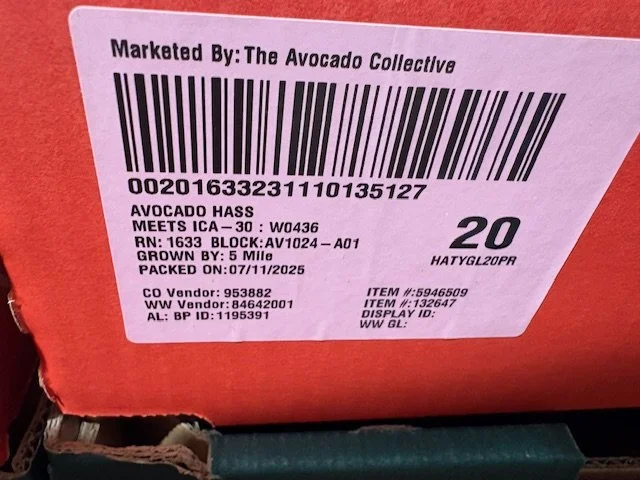 Marketed By: The Avocado Collective
00201633231110135127
AVOCADO HASS
MEETS ICA-30 : W0436
RN: 1633 BLOCK:AV1024-A01
GROWN BY: 5 Mile
PACKED ON:07/11/2025
20
HATYGL20PR
CO Vendor: 953882
WW Vendor: 84642001
AL: BP ID: 1195391
ITEM #:5946509
ITEM #:132647
DISPLAY ID:
WW GL: